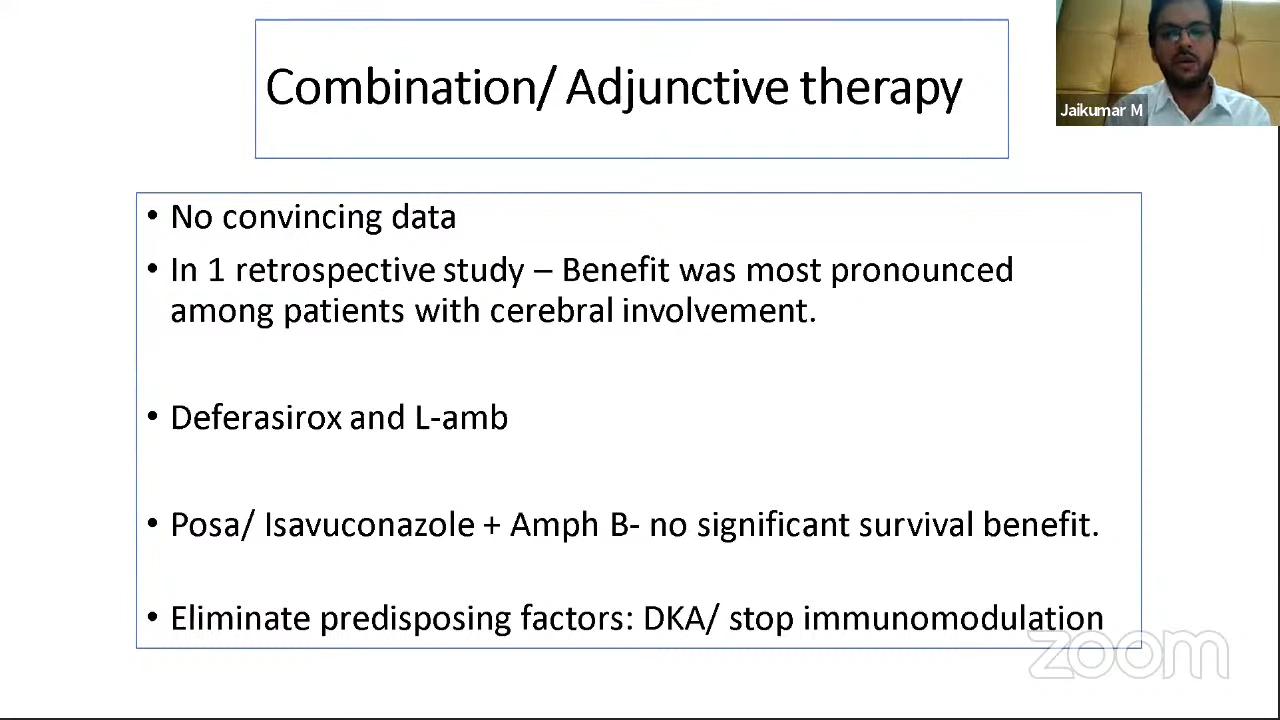 Combination/ Adjunctive therapy
Jaikumar M
• No convincing data
• In 1 retrospective study – Benefit was most pronounced
among patients with cerebral involvement.
• Deferasirox and L-amb
• Posa/ Isavuconazole + Amph B- no significant survival benefit.
• Eliminate predisposing factors: DKA/ stop immunomodulation
zoom